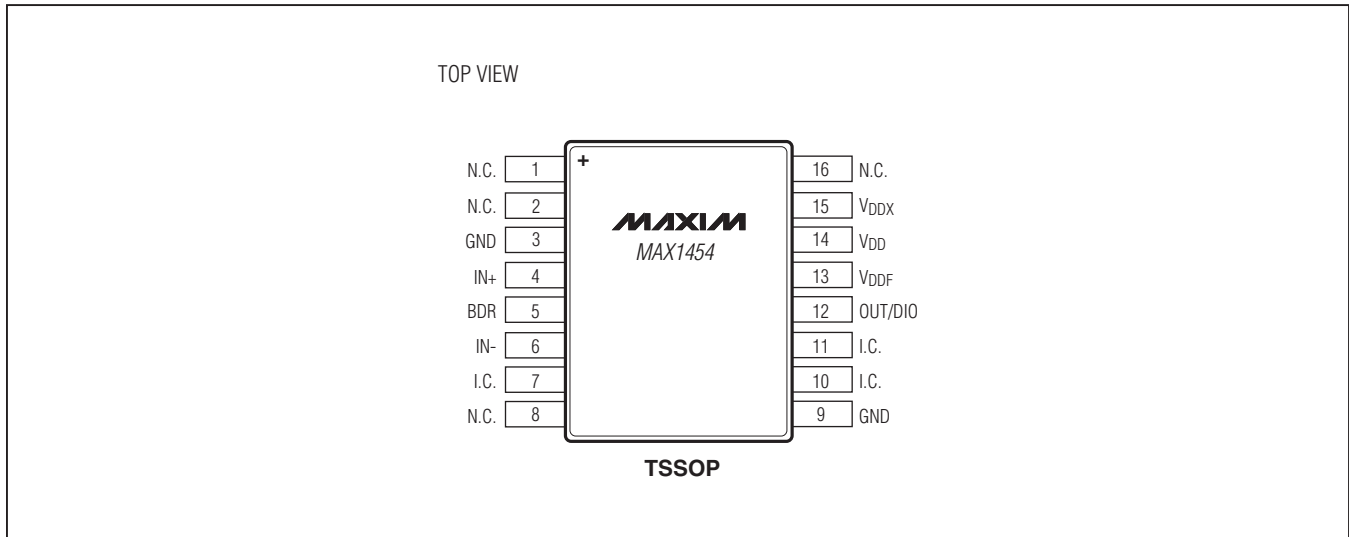 TOP VIEW
N.C. 1
N.C. 2
GND 3
IN+ 4
BDR 5
IN- 6
I.C. 7
N.C. 8
+
MAXIM
MAX1454
16 N.C.
15 VDDX
14 VDD
13 VDDF
12 OUT/DIO
11 I.C.
10 I.C.
9 GND
TSSOP